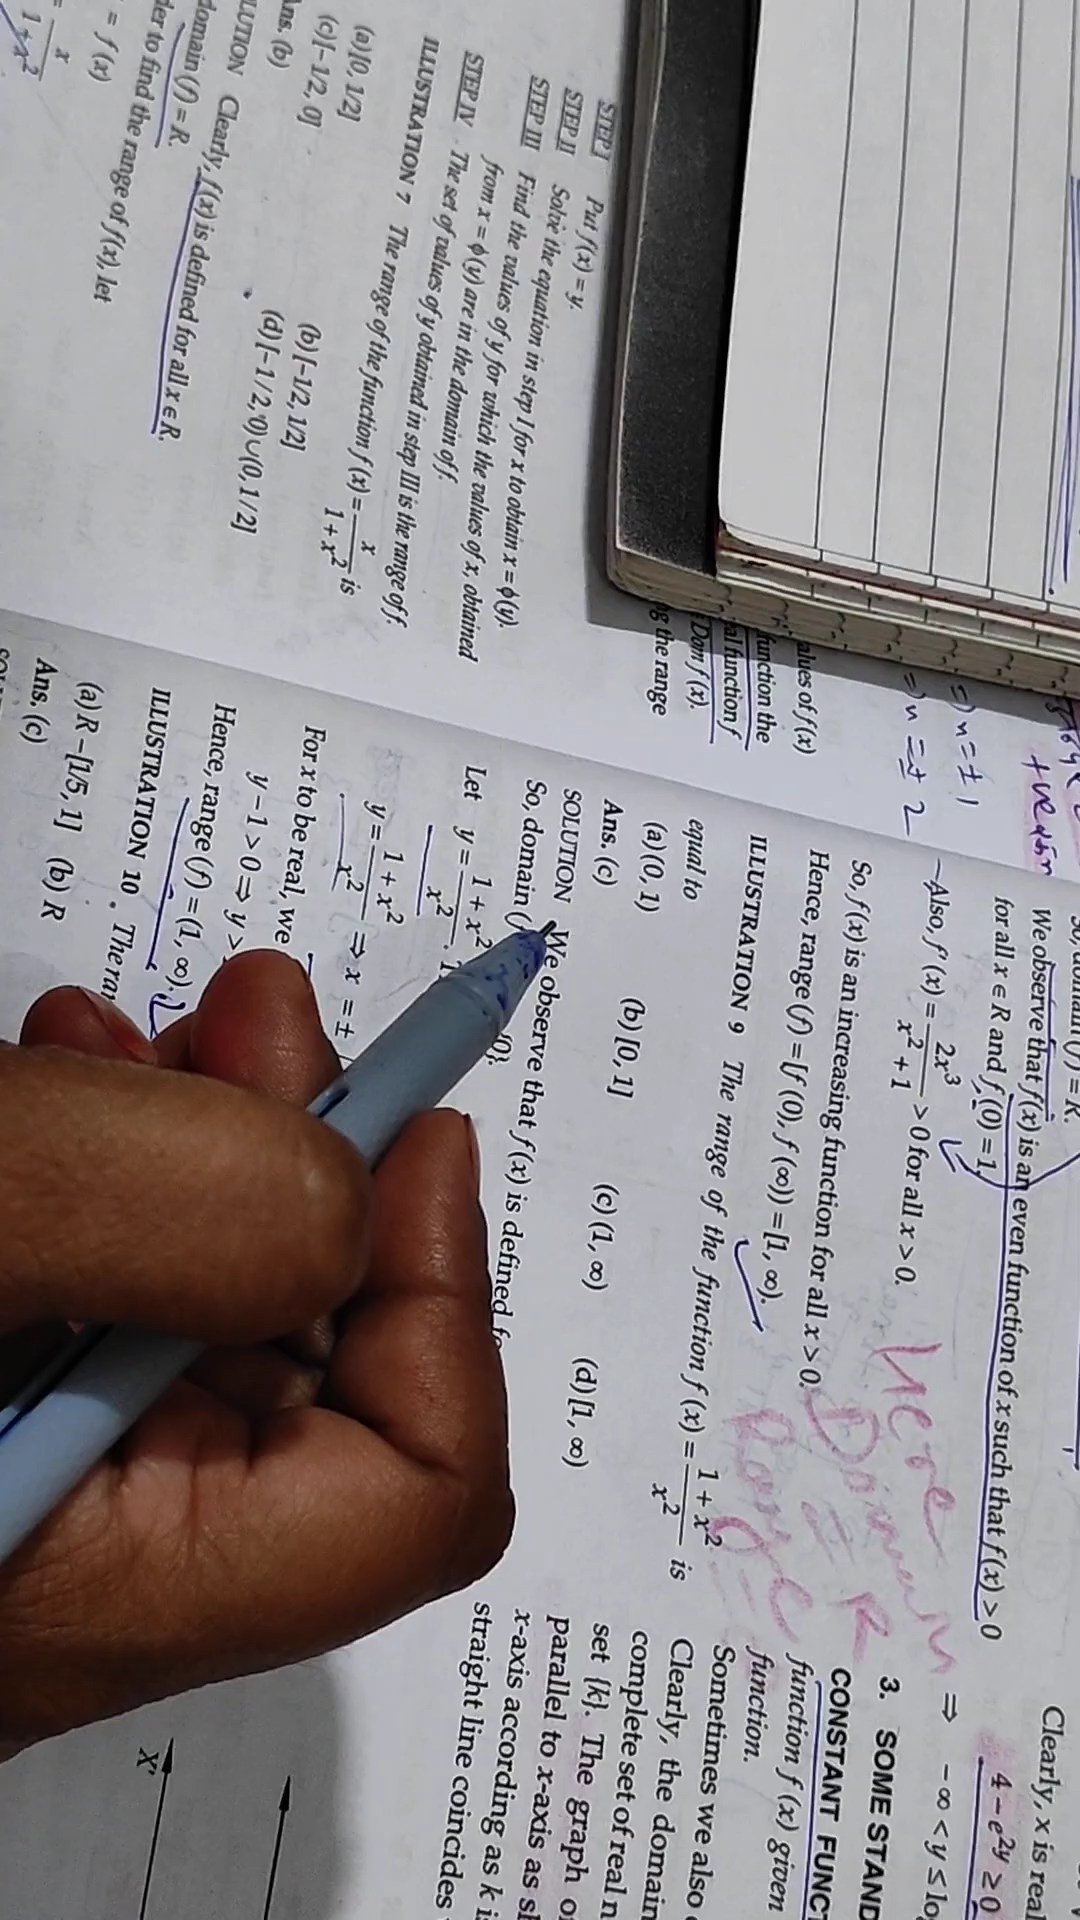 alues of f(x)
function the
al function f
Dom f(x).
g the range
STEP I Put f(x) = y.
STEP II Solve the equation in step I for x to obtain x = ϕ(y).
STEP III Find the values of y for which the values of x, obtained
from x = ϕ(y) are in the domain of f.
STEP IV The set of values of y obtained in step III is the range of f.
ILLUSTRATION 7 The range of the function f(x) = x / (1 + x²) is
(a) [0, 1/2] (b) [-1/2, 1/2]
(c) [-1/2, 0] (d) [-1/2, 0) ∪ (0, 1/2]
Ans. (b)
LUTION Clearly, f(x) is defined for all x ∈ R.
domain (f) = R.
der to find the range of f(x), let
= f(x)
= x / (1 + x²)
+ve
=> n = ± 1
=> n = ± 2
We observe that f(x) is an even function of x such that f(x) > 0
for all x ∈ R and f(0) = 1.
Also, f'(x) = 2x³ / (x² + 1) > 0 for all x > 0.
So, f(x) is an increasing function for all x > 0.
Hence, range (f) = [f(0), f(∞)) = [1, ∞).
Here
Domain
= R
Range
ILLUSTRATION 9 The range of the function f(x) = (1 + x²) / x² is
equal to
(a) (0, 1) (b) [0, 1] (c) (1, ∞) (d) [1, ∞)
Ans. (c)
SOLUTION We observe that f(x) is defined
So, domain
{0}.
Let y = (1 + x²) / x².
y = (1 + x²) / x² ⇒ x = ±
For x to be real, we
y - 1 > 0 ⇒ y >
Hence, range (f) = (1, ∞).
ILLUSTRATION 10. The
(a) R - [1/5, 1] (b) R
Ans. (c)
Clearly, x is real
4 - e^2y ≥ 0
⇒ - ∞ < y ≤ lo
3. SOME STAND
CONSTANT FUNC
function f(x) given
function.
Sometimes we also
Clearly, the domain
complete set of real n
set {k}. The graph o
parallel to x-axis as
x-axis according as k i
straight line coincides
X'